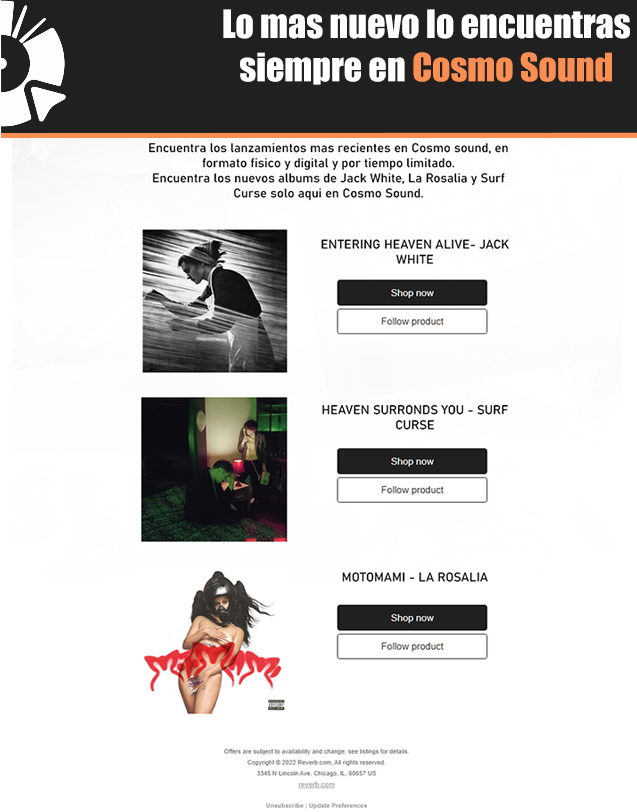 Lo mas nuevo lo encuentras
siempre en Cosmo Sound
Encuentra los lanzamientos mas recientes en Cosmo sound, en
formato fisico y digital y por tiempo limitado.
Encuentra los nuevos albums de Jack White, La Rosalia y Surf
Curse solo aqui en Cosmo Sound.
ENTERING HEAVEN ALIVE- JACK
WHITE
Shop now
Follow product
HEAVEN SURRONDS YOU - SURF
CURSE
Shop now
Follow product
MOTOMAMI - LA ROSALIA
Shop now
Follow product
MOTOMAMI
PARENTAL
ADVISORY
Offers are subject to availability and change; see listings for details.
Copyright © 2022 Reverb.com, All rights reserved.
3345 N Lincoln Ave, Chicago, IL, 60657 US
reverb.com
Unsubscribe | Update Preferences